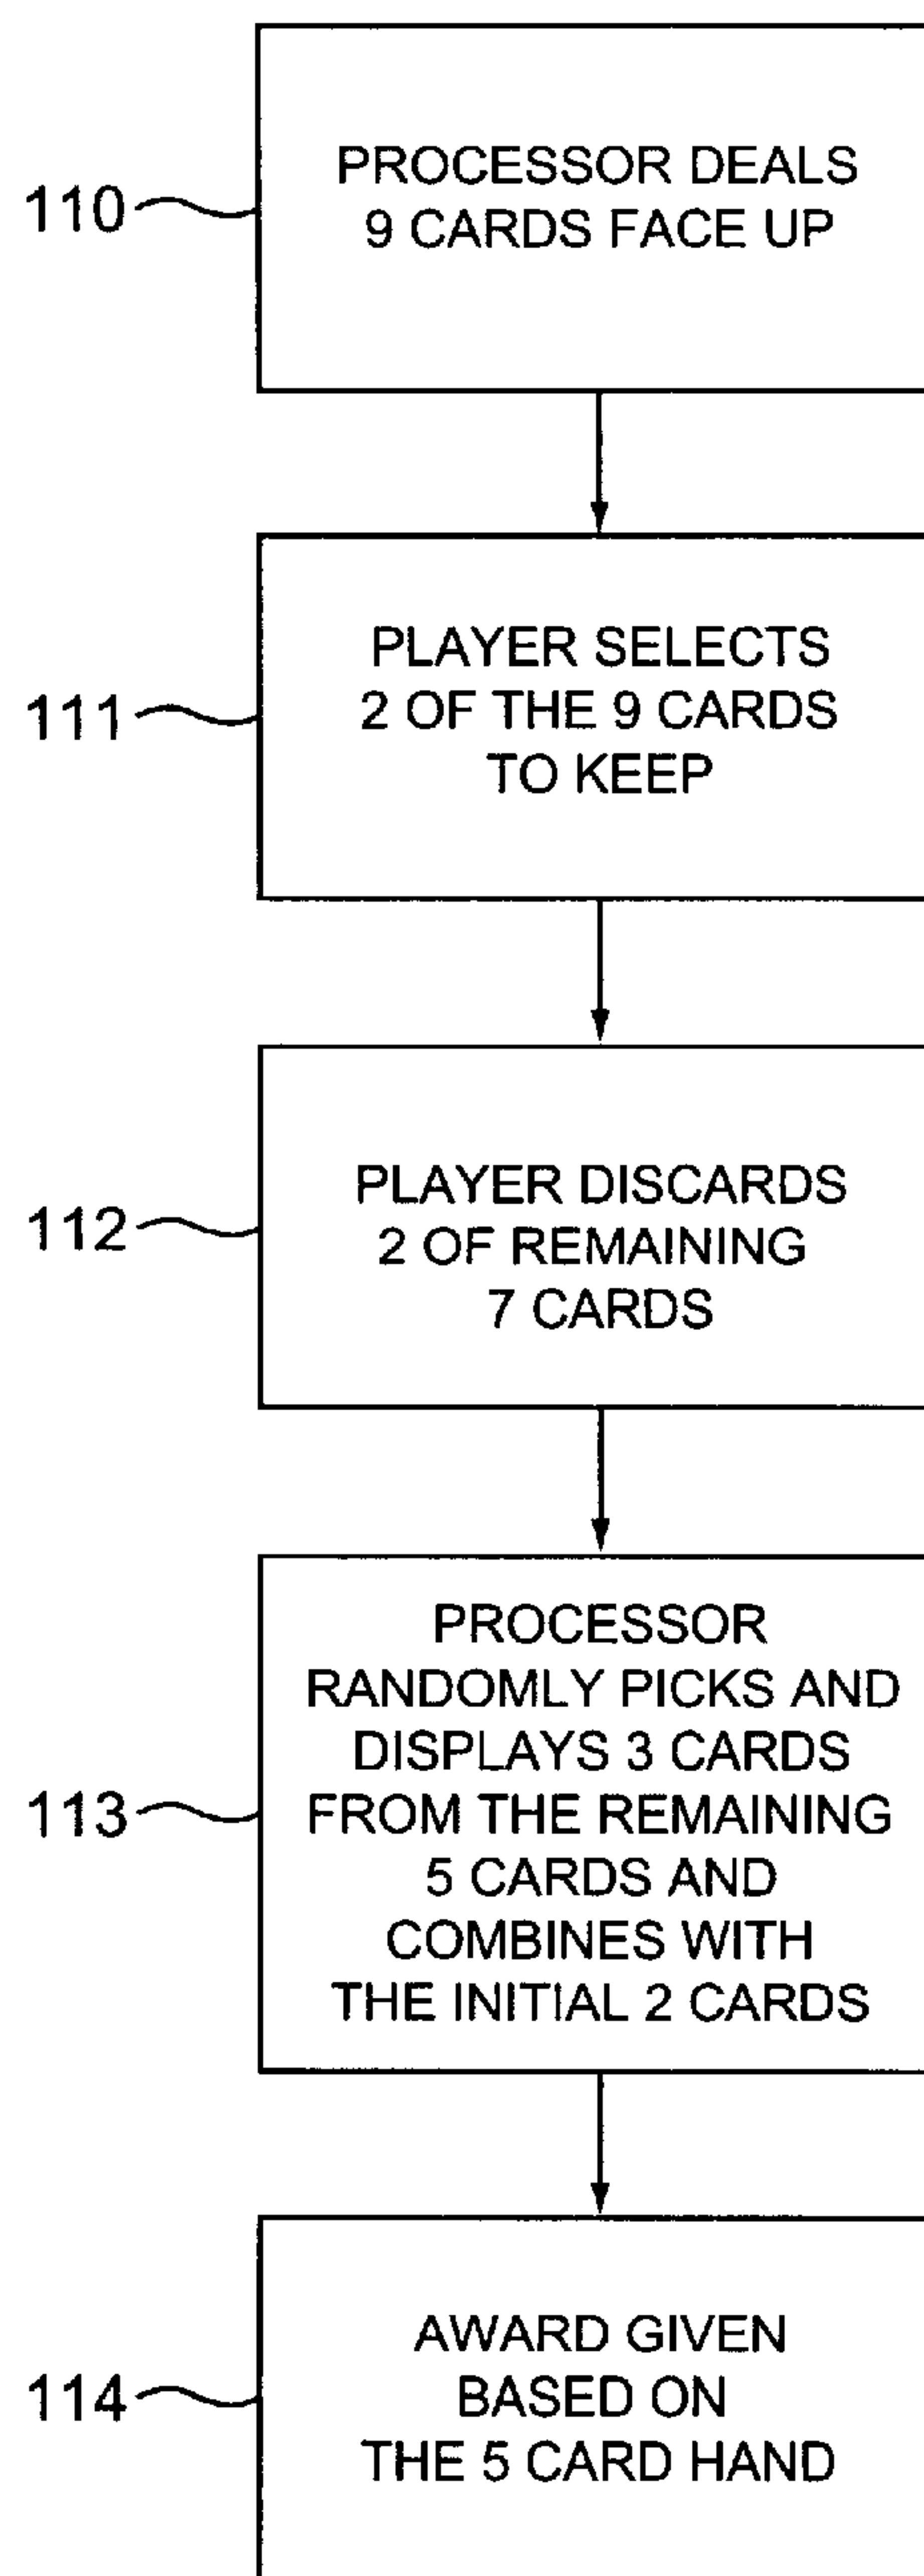 110
PROCESSOR DEALS
9 CARDS FACE UP
111
PLAYER SELECTS
2 OF THE 9 CARDS
TO KEEP
112
PLAYER DISCARDS
2 OF REMAINING
7 CARDS
113
PROCESSOR
RANDOMLY PICKS AND
DISPLAYS 3 CARDS
FROM THE REMAINING
5 CARDS AND
COMBINES WITH
THE INITIAL 2 CARDS
114
AWARD GIVEN
BASED ON
THE 5 CARD HAND